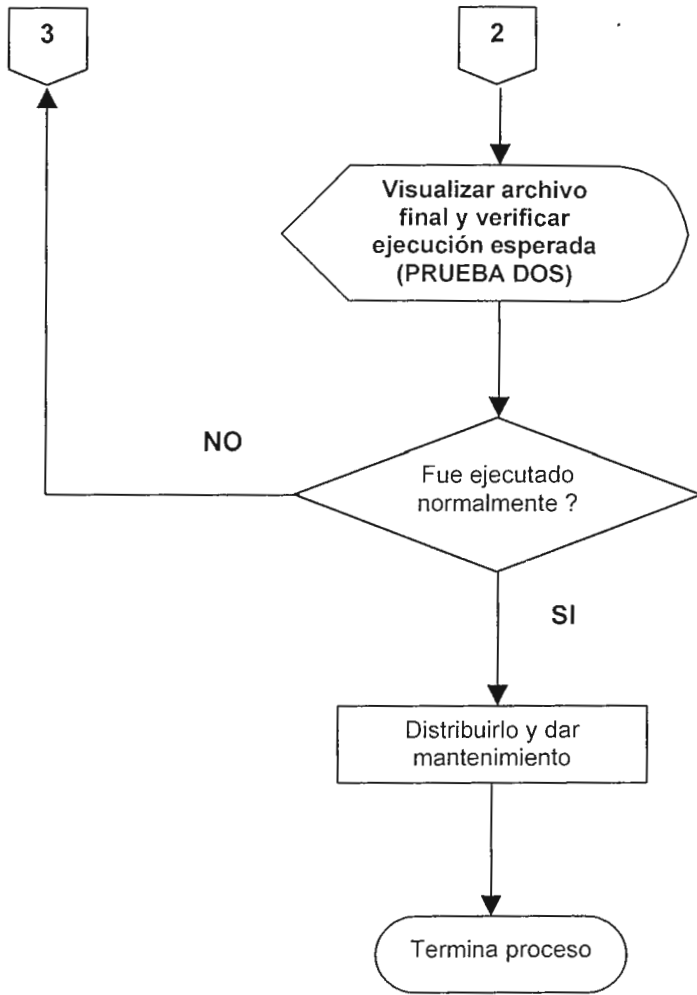 3
2
Visualizar archivo
final y verificar
ejecución esperada
(PRUEBA DOS)
NO
Fue ejecutado
normalmente ?
SI
Distribuirlo y dar
mantenimiento
Termina proceso